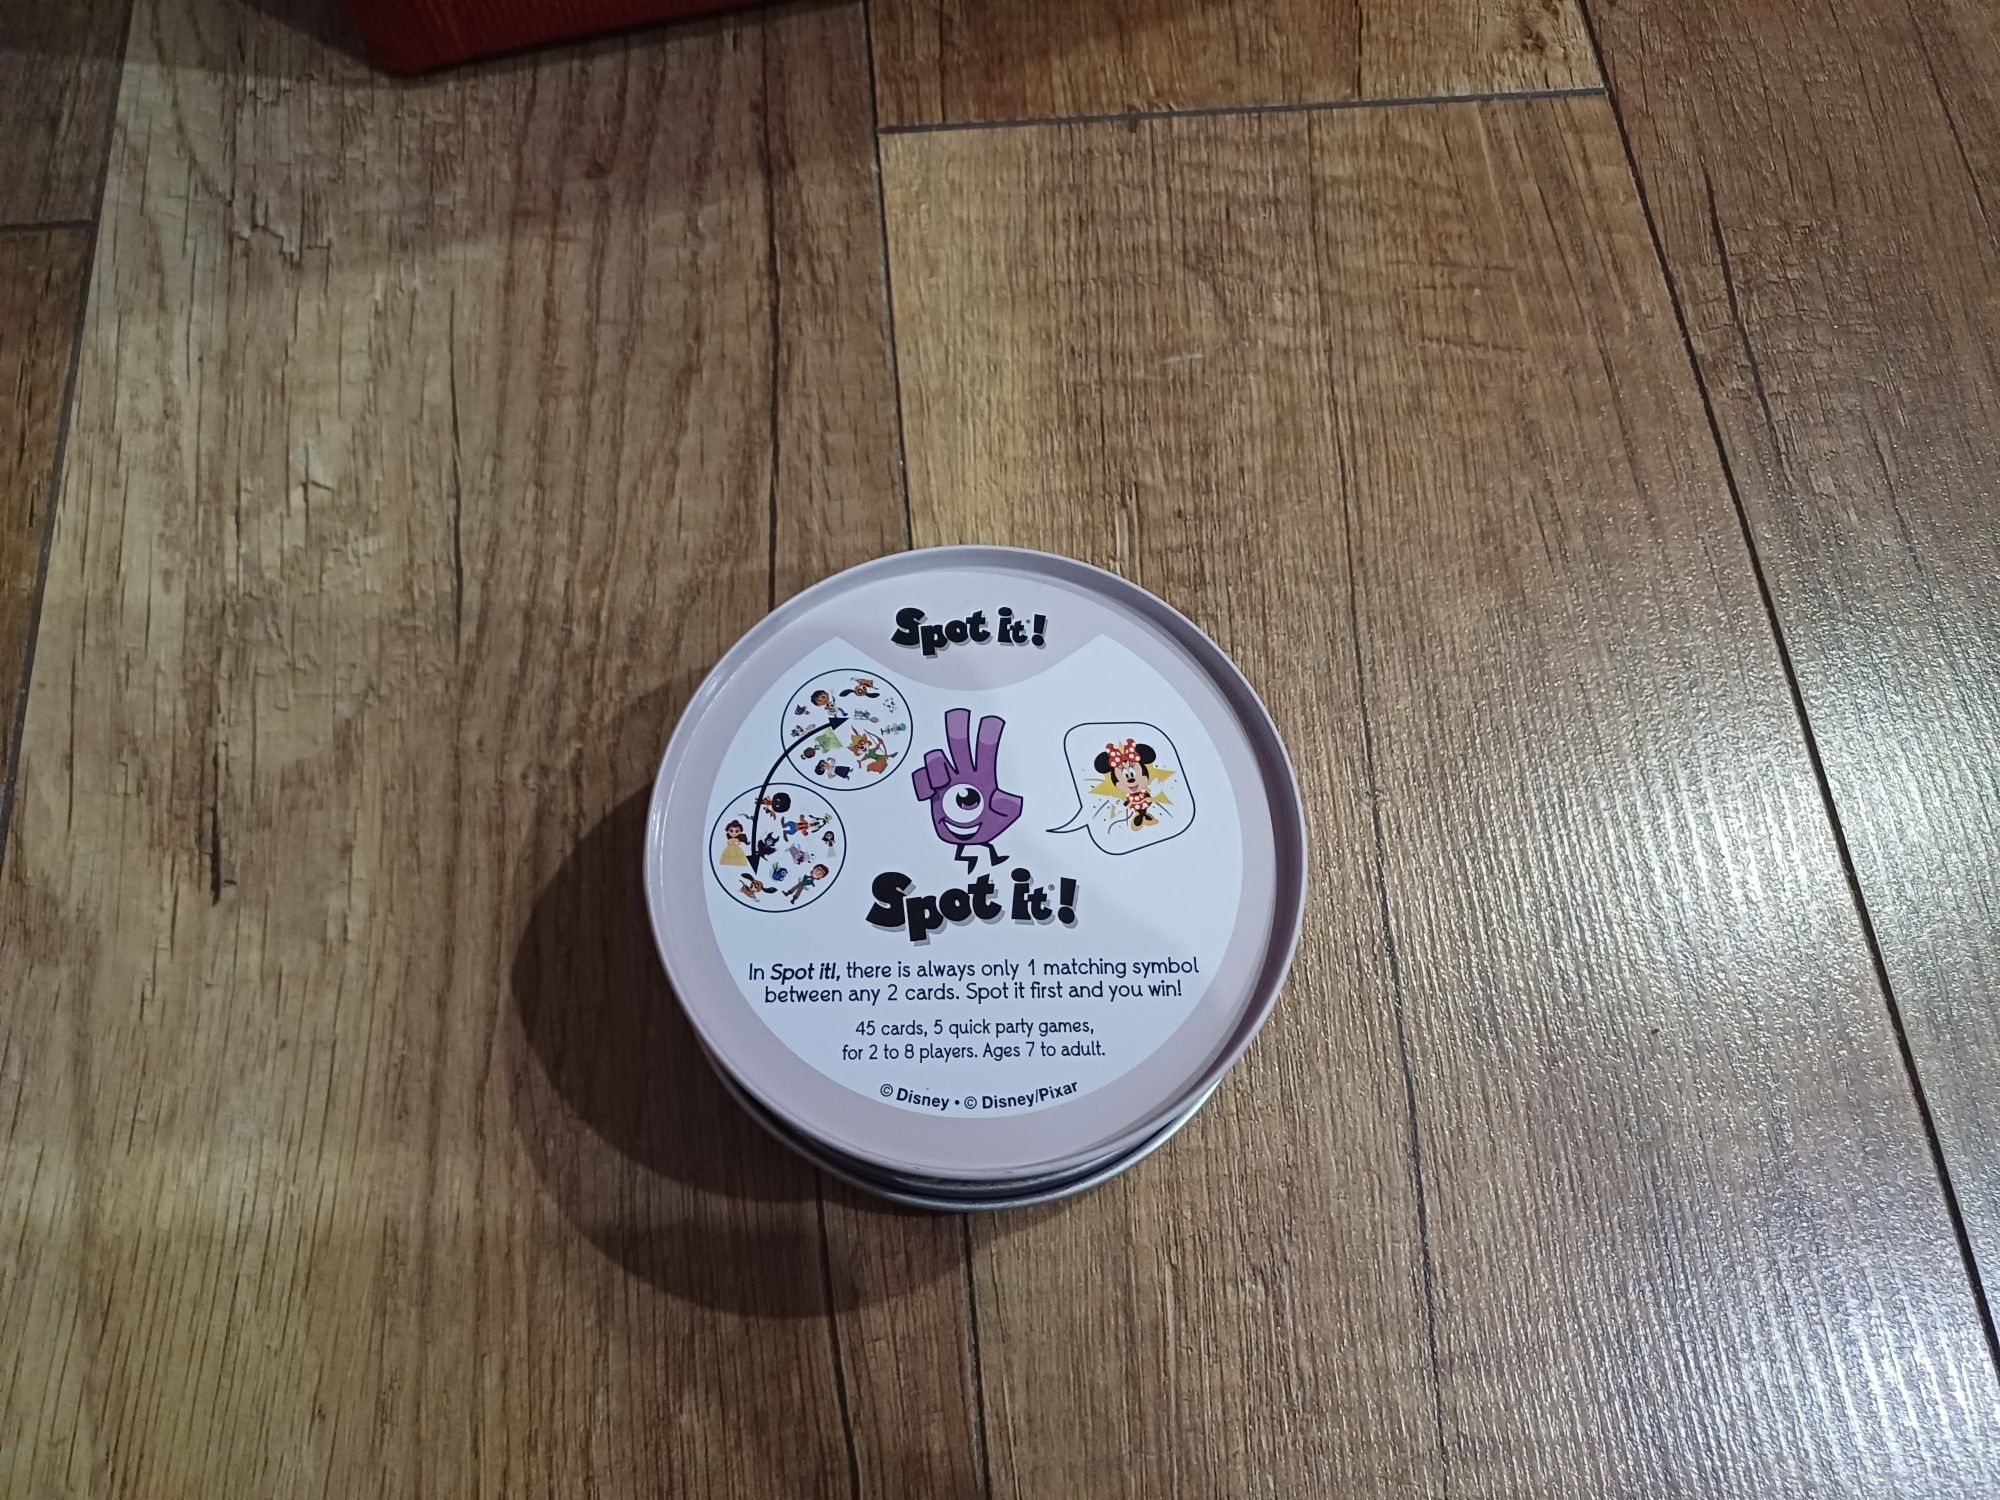 Spot it!
Spot it!
In Spot it!, there is always only 1 matching symbol
between any 2 cards. Spot it first and you win!
45 cards, 5 quick party games,
for 2 to 8 players. Ages 7 to adult.
© Disney • © Disney/Pixar